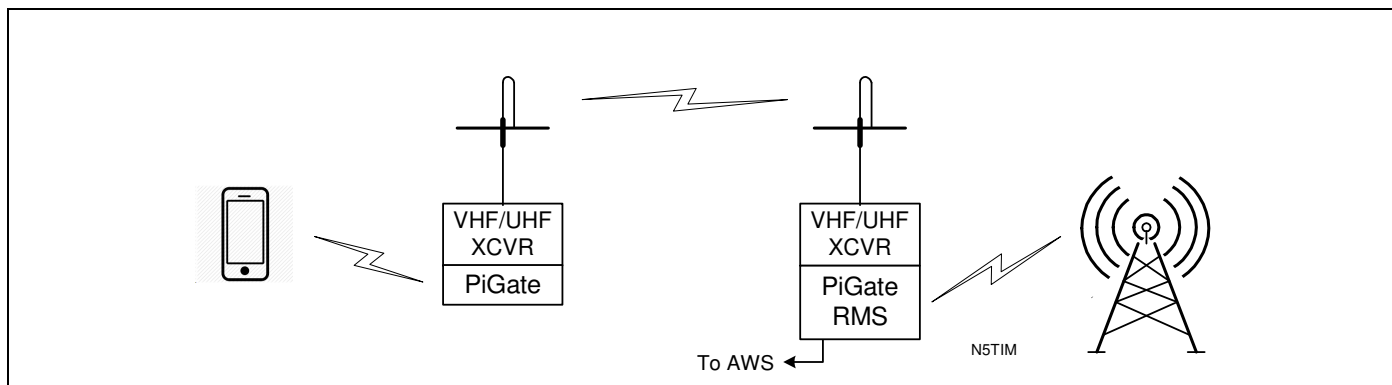 VHF/UHF
XCVR
PiGate
VHF/UHF
XCVR
PiGate
RMS
To AWS
N5TIM